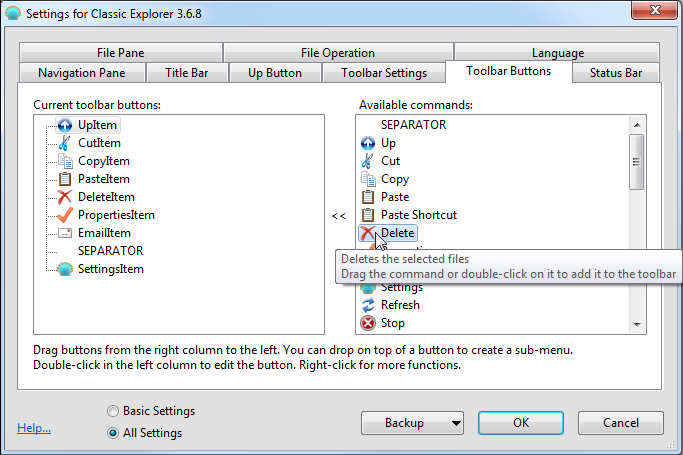 Settings for Classic Explorer 3.6.8
File Pane File Operation Language
Navigation Pane Title Bar Up Button Toolbar Settings Toolbar Buttons Status Bar
Current toolbar buttons:
UpItem
CutItem
CopyItem
PasteItem
DeleteItem
PropertiesItem
EmailItem
SEPARATOR
SettingsItem
<<
Available commands:
SEPARATOR
Up
Cut
Copy
Paste
Paste Shortcut
Delete
Deletes the selected files
Drag the command or double-click on it to add it to the toolbar
Settings
Refresh
Stop
Drag buttons from the right column to the left. You can drop on top of a button to create a sub-menu.
Double-click in the left column to edit the button. Right-click for more functions.
Help...
Basic Settings
All Settings
Backup OK Cancel